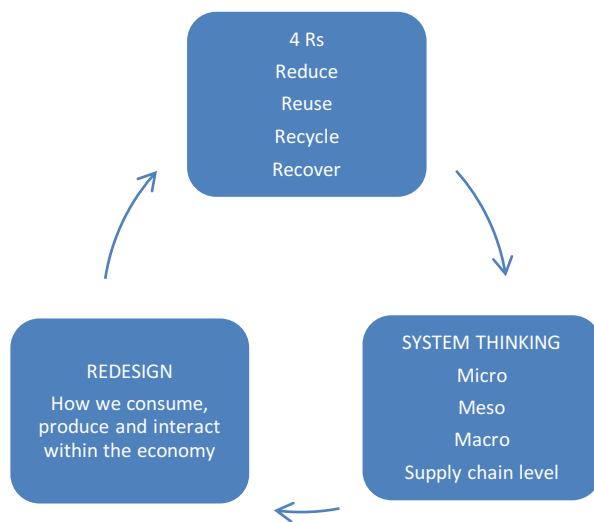 4 Rs
Reduce
Reuse
Recycle
Recover
SYSTEM THINKING
Micro
Meso
Macro
Supply chain level
REDESIGN
How we consume,
produce and interact
within the economy